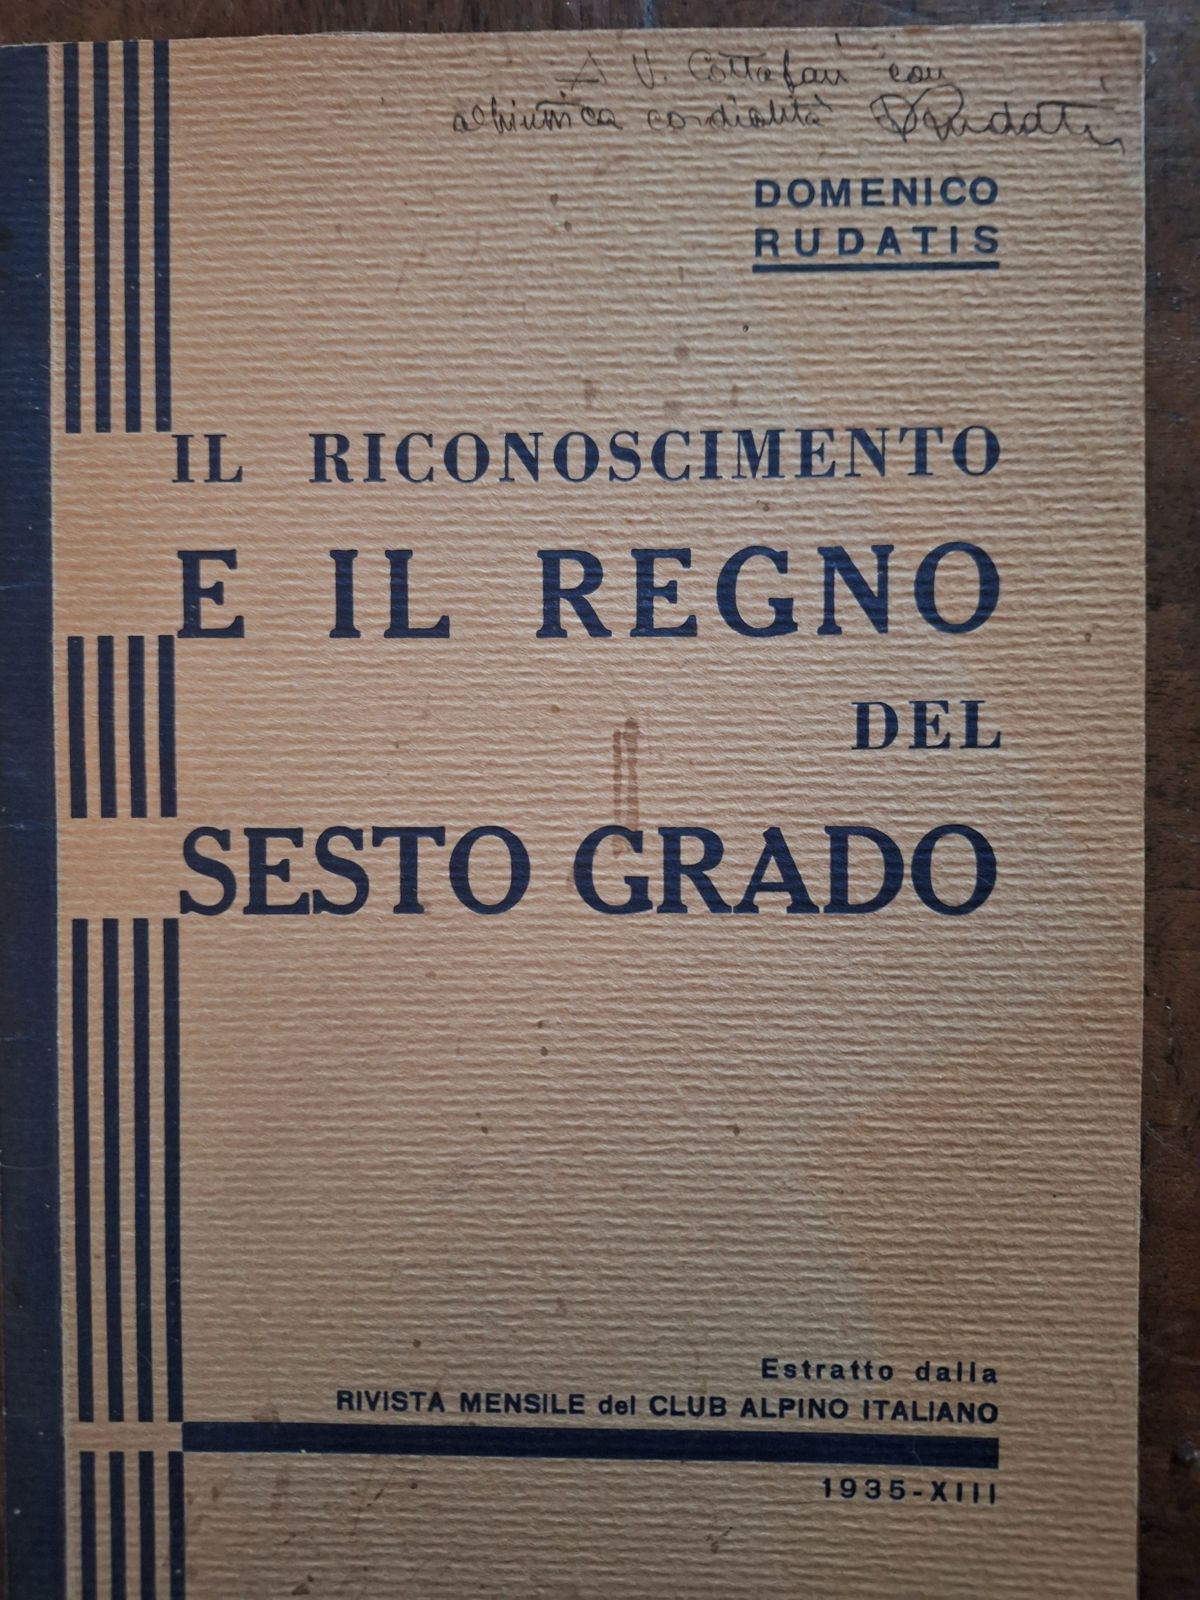 A V. Cottafavi con
alpinistica cordialità DRudatis
DOMENICO
RUDATIS
IL RICONOSCIMENTO
E IL REGNO
DEL
SESTO GRADO
Estratto dalla
RIVISTA MENSILE del CLUB ALPINO ITALIANO
1935-XIII